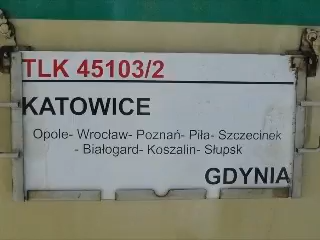 TLK 45103/2
KATOWICE
Opole- Wrocław- Poznań- Piła- Szczecinek
- Białogard- Koszalin- Słupsk
GDYNIA